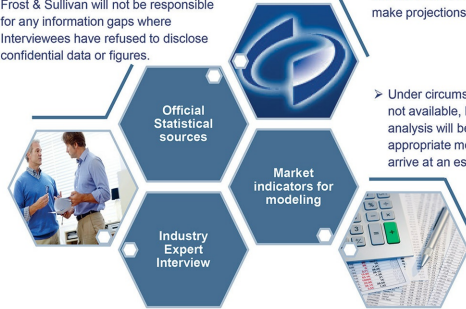 Frost & Sullivan will not be responsible
for any information gaps where
Interviewees have refused to disclose
confidential data or figures.
make projections
➢ Under circums
not available,
analysis will be
appropriate me
arrive at an es
Official
Statistical
sources
Market
indicators for
modeling
Industry
Expert
Interview